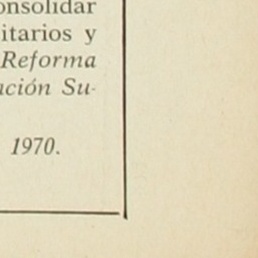 onsolidar
itarios y
Reforma
ación Su-
1970.